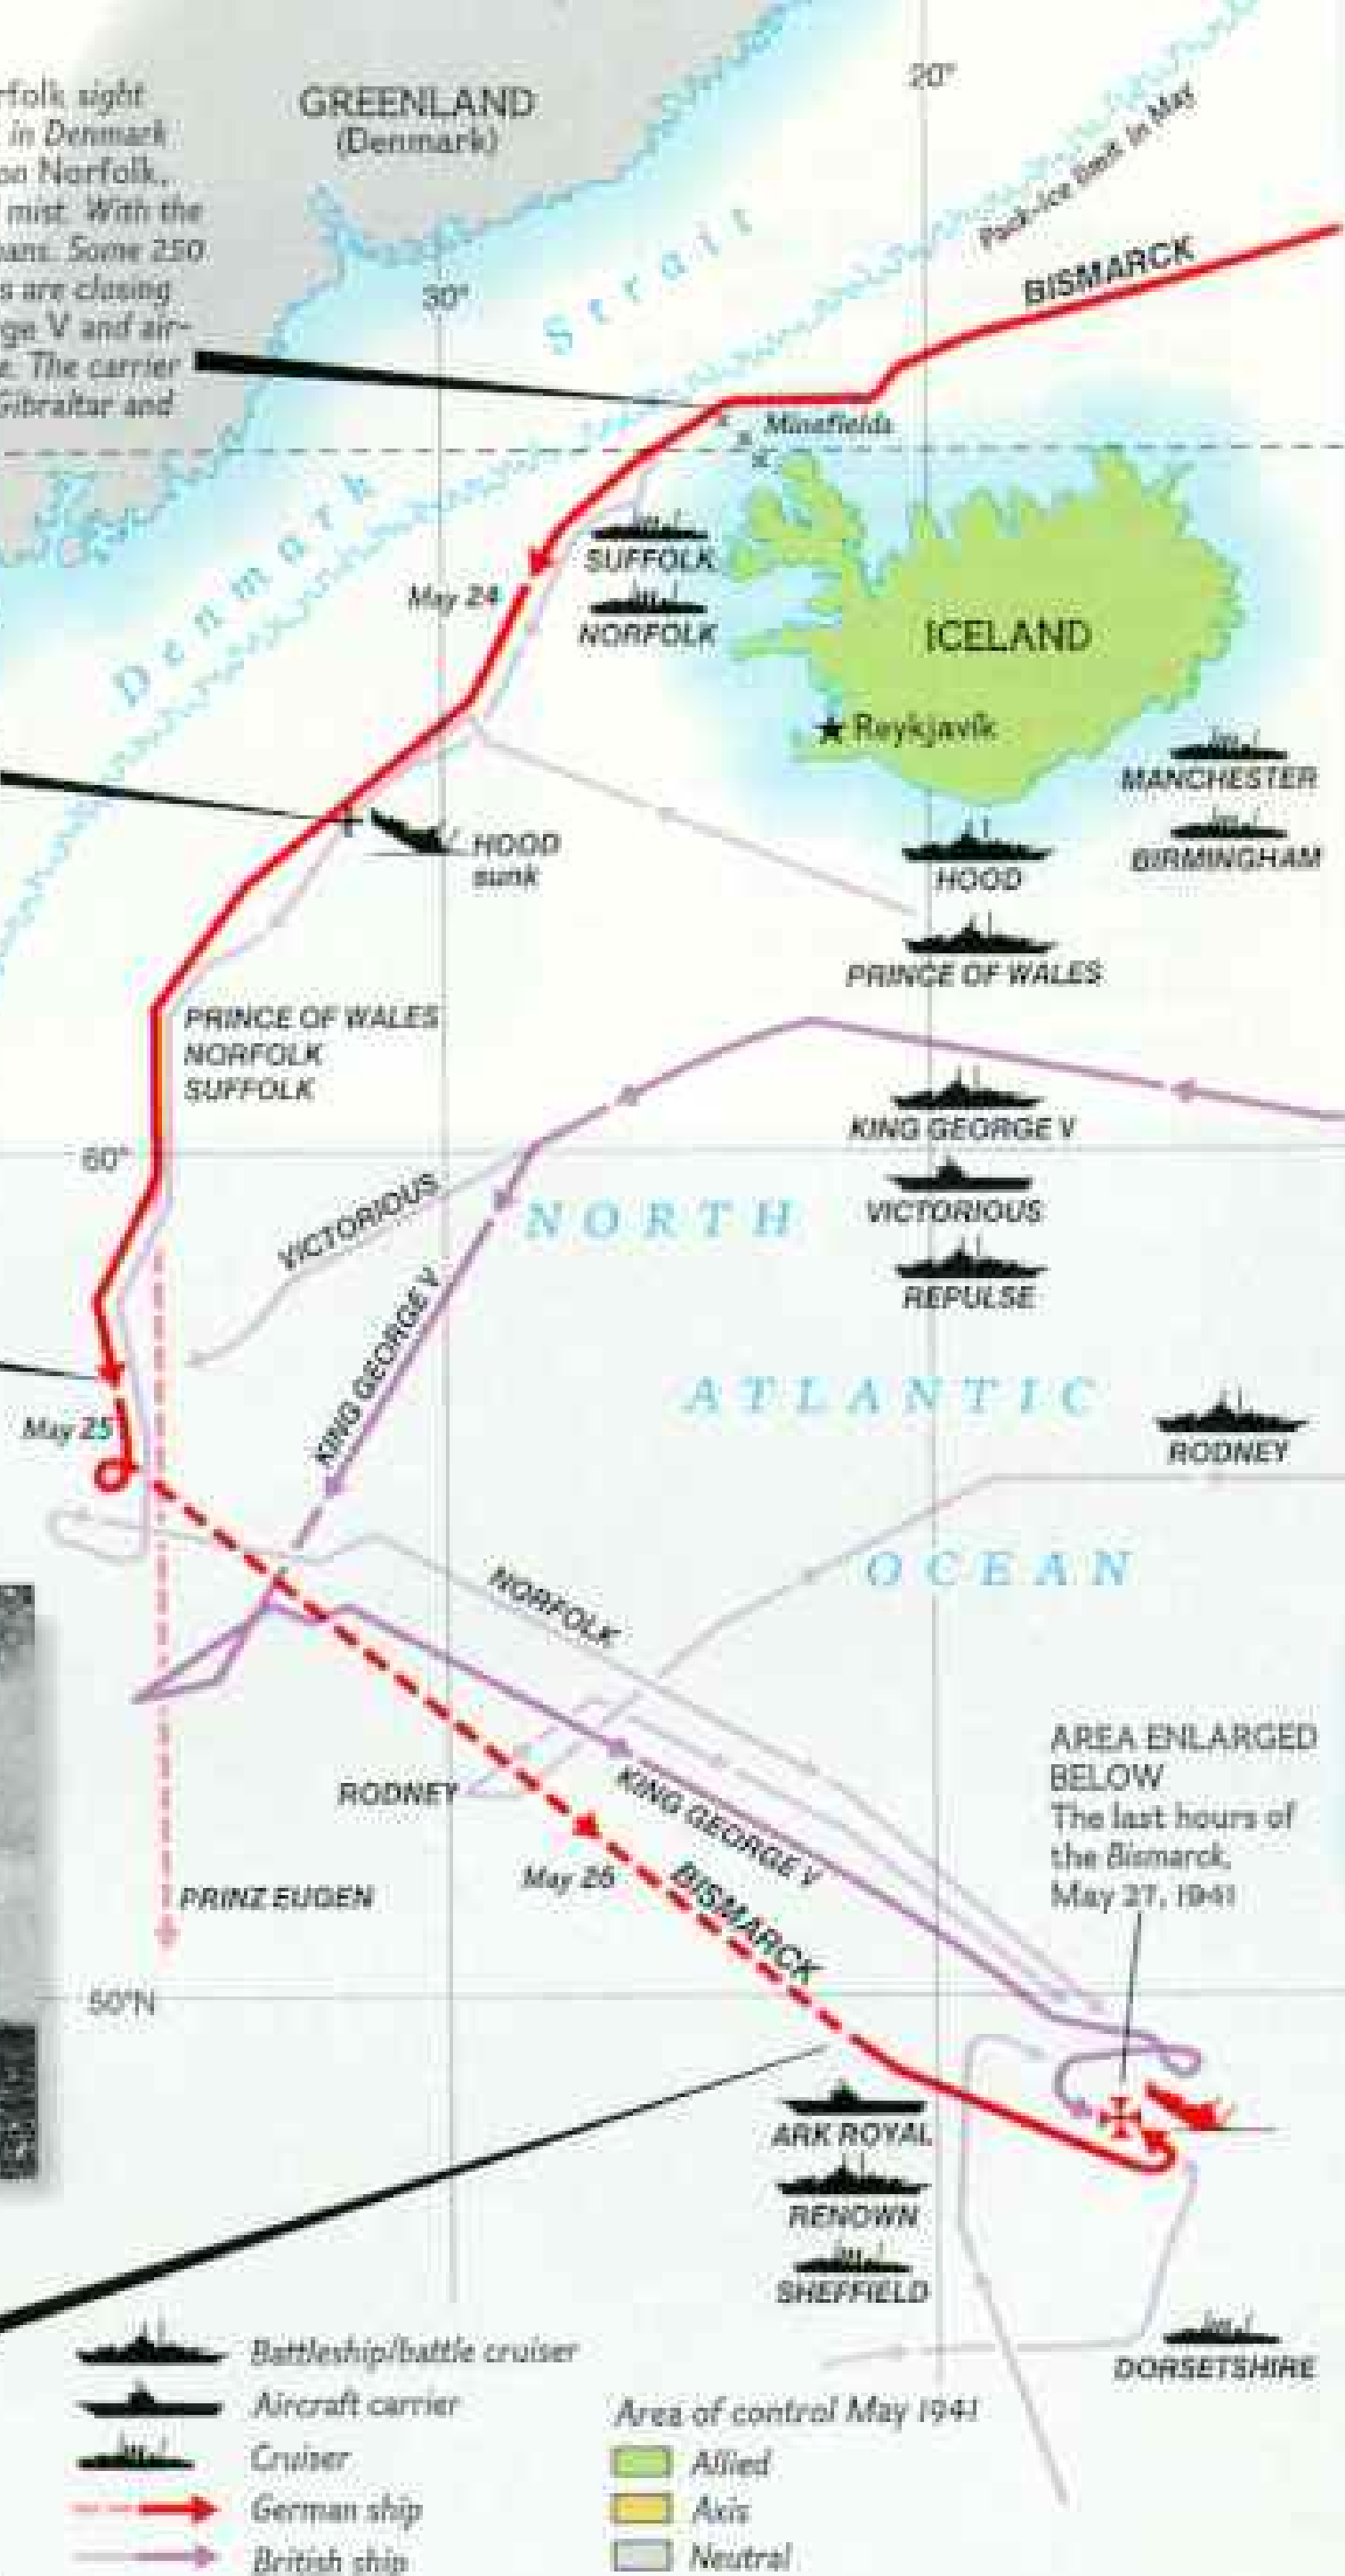 rfolk sight
in Denmark
on Norfolk,
mist. With the
ans. Some 250
s are closing
ge V and air-
e. The carrier
Gibraltar and
GREENLAND
(Denmark)
20°
Pack-ice limit in May
30°
Denmark Strait
BISMARCK
Minefields
SUFFOLK
NORFOLK
May 24
ICELAND
Reykjavík
MANCHESTER
BIRMINGHAM
HOOD
sunk
HOOD
PRINCE OF WALES
PRINCE OF WALES
NORFOLK
SUFFOLK
KING GEORGE V
VICTORIOUS
REPULSE
60°
VICTORIOUS
KING GEORGE V
NORTH
ATLANTIC
OCEAN
RODNEY
May 25
NORFOLK
RODNEY
KING GEORGE V
May 26
BISMARCK
PRINZ EUGEN
AREA ENLARGED
BELOW
The last hours of
the Bismarck,
May 27, 1941
50°N
ARK ROYAL
RENOWN
SHEFFIELD
DORSETSHIRE
Battleship/battle cruiser
Aircraft carrier
Cruiser
German ship
British ship
Area of control May 1941
Allied
Axis
Neutral